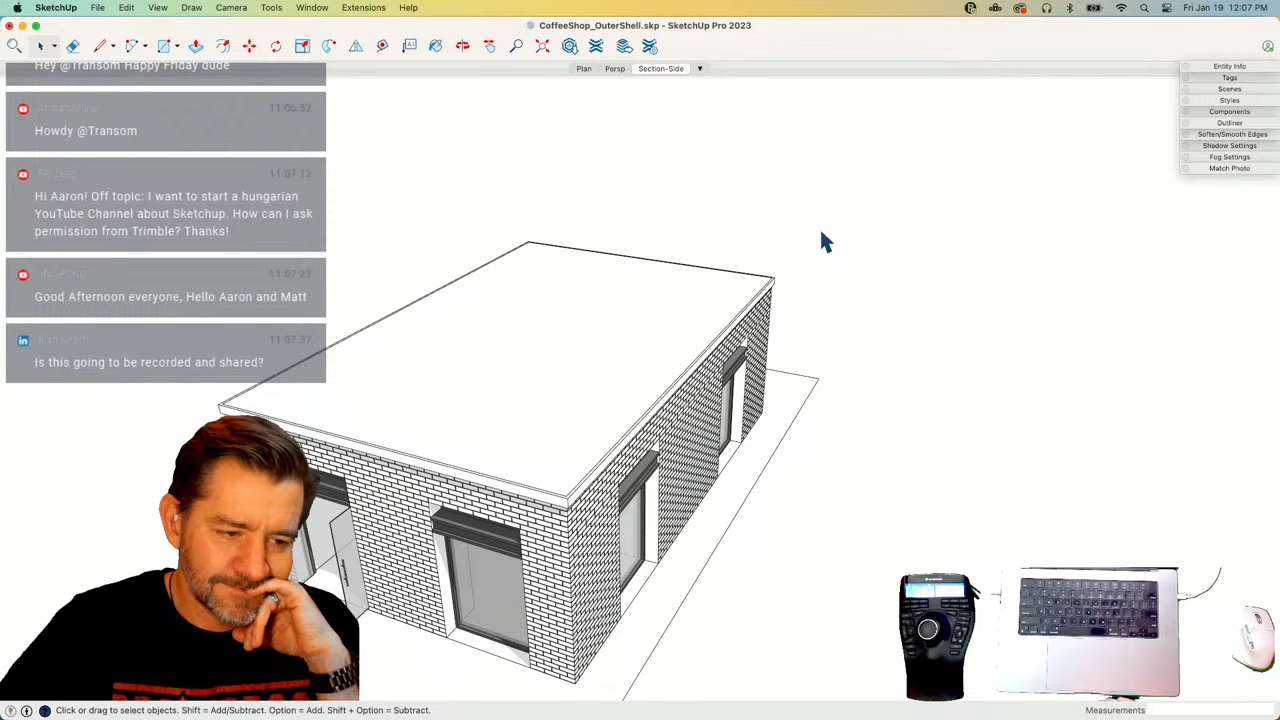 SketchUp File Edit View Draw Camera Tools Window Extensions Help Fri Jan 19 12:07 PM
CoffeeShop_OuterShell.skp - SketchUp Pro 2023
Plan Persp Section-Side
Hey @Transom Happy Friday dude
11:06:52
Howdy @Transom
11:07:12
Hi Aaron! Off topic: I want to start a hungarian
YouTube Channel about Sketchup. How can I ask
permission from Trimble? Thanks!
11:07:22
Good Afternoon everyone, Hello Aaron and Matt
11:07:37
Is this going to be recorded and shared?
Entity Info
Tags
Scenes
Styles
Components
Outliner
Soften/Smooth Edges
Shadow Settings
Fog Settings
Match Photo
Click or drag to select objects. Shift = Add/Subtract. Option = Add. Shift + Option = Subtract.
Measurements